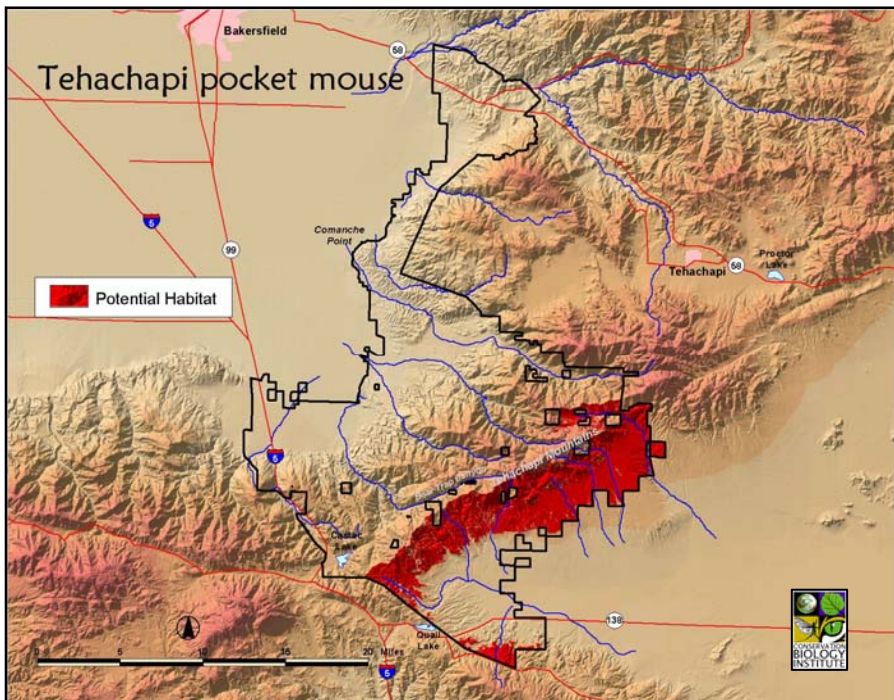 Bakersfield
58
Tehachapi pocket mouse
5
99
Comanche
Point
Tehachapi
58
Proctor
Lake
Potential Habitat
5
Tehachapi Mountains
Castac
Lake
138
Quail
Lake
0 5 10 15 20
Miles
5
CONSERVATION
BIOLOGY
INSTITUTE